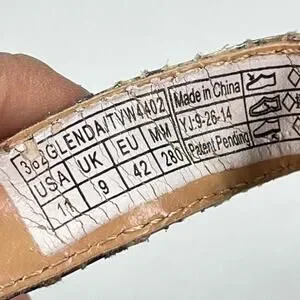 362 GLENDA/TVW4402
USA UK EU MM
11 9 42 280
Made in China
YJ:9-26-14
Patent Pending